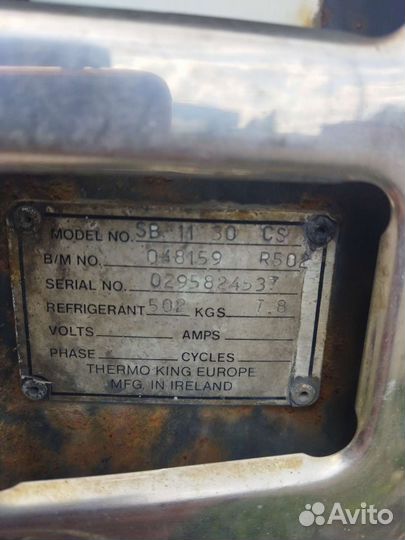 MODEL NO. SB 11 30 CS
B/M NO. 048159 R502
SERIAL NO. 0295824537
REFRIGERANT 502 KGS 7.8
VOLTS AMPS
PHASE CYCLES
THERMO KING EUROPE
MFG. IN IRELAND
Avito